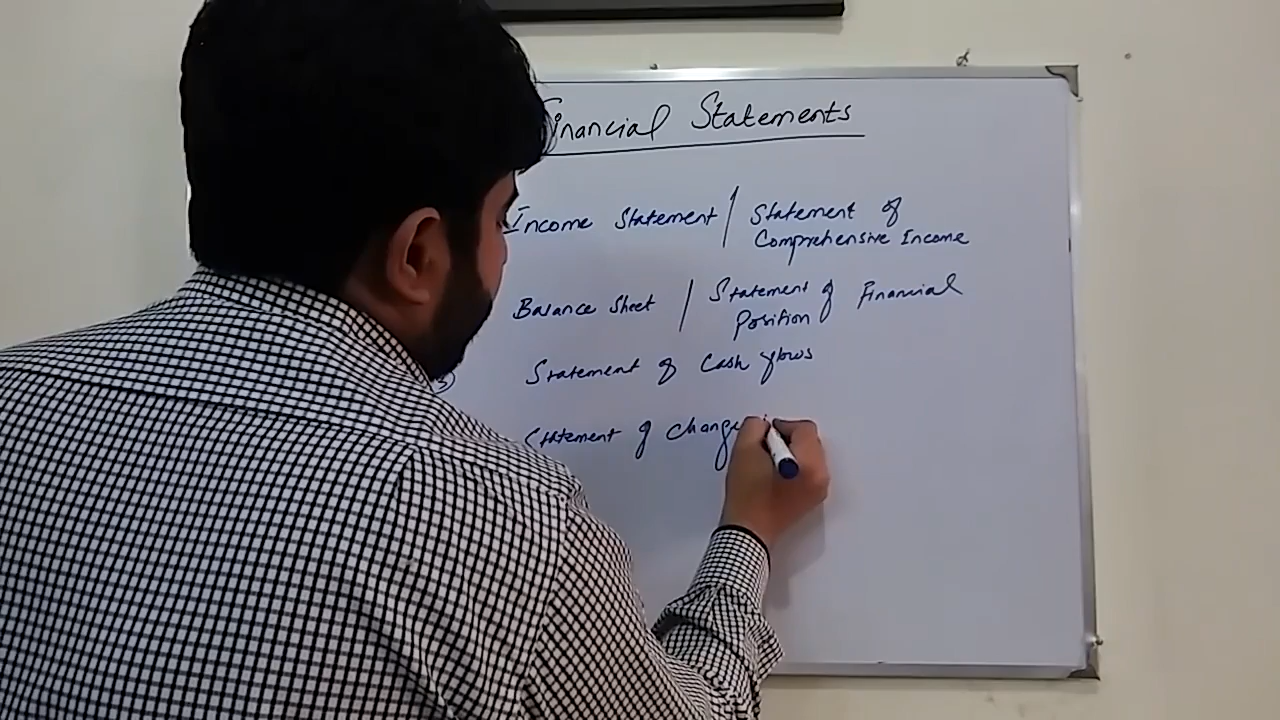 Financial Statements
Income Statement / Statement of
Comprehensive Income
Balance Sheet / Statement of Financial
Position
3
Statement of Cash flows
Statement of Change